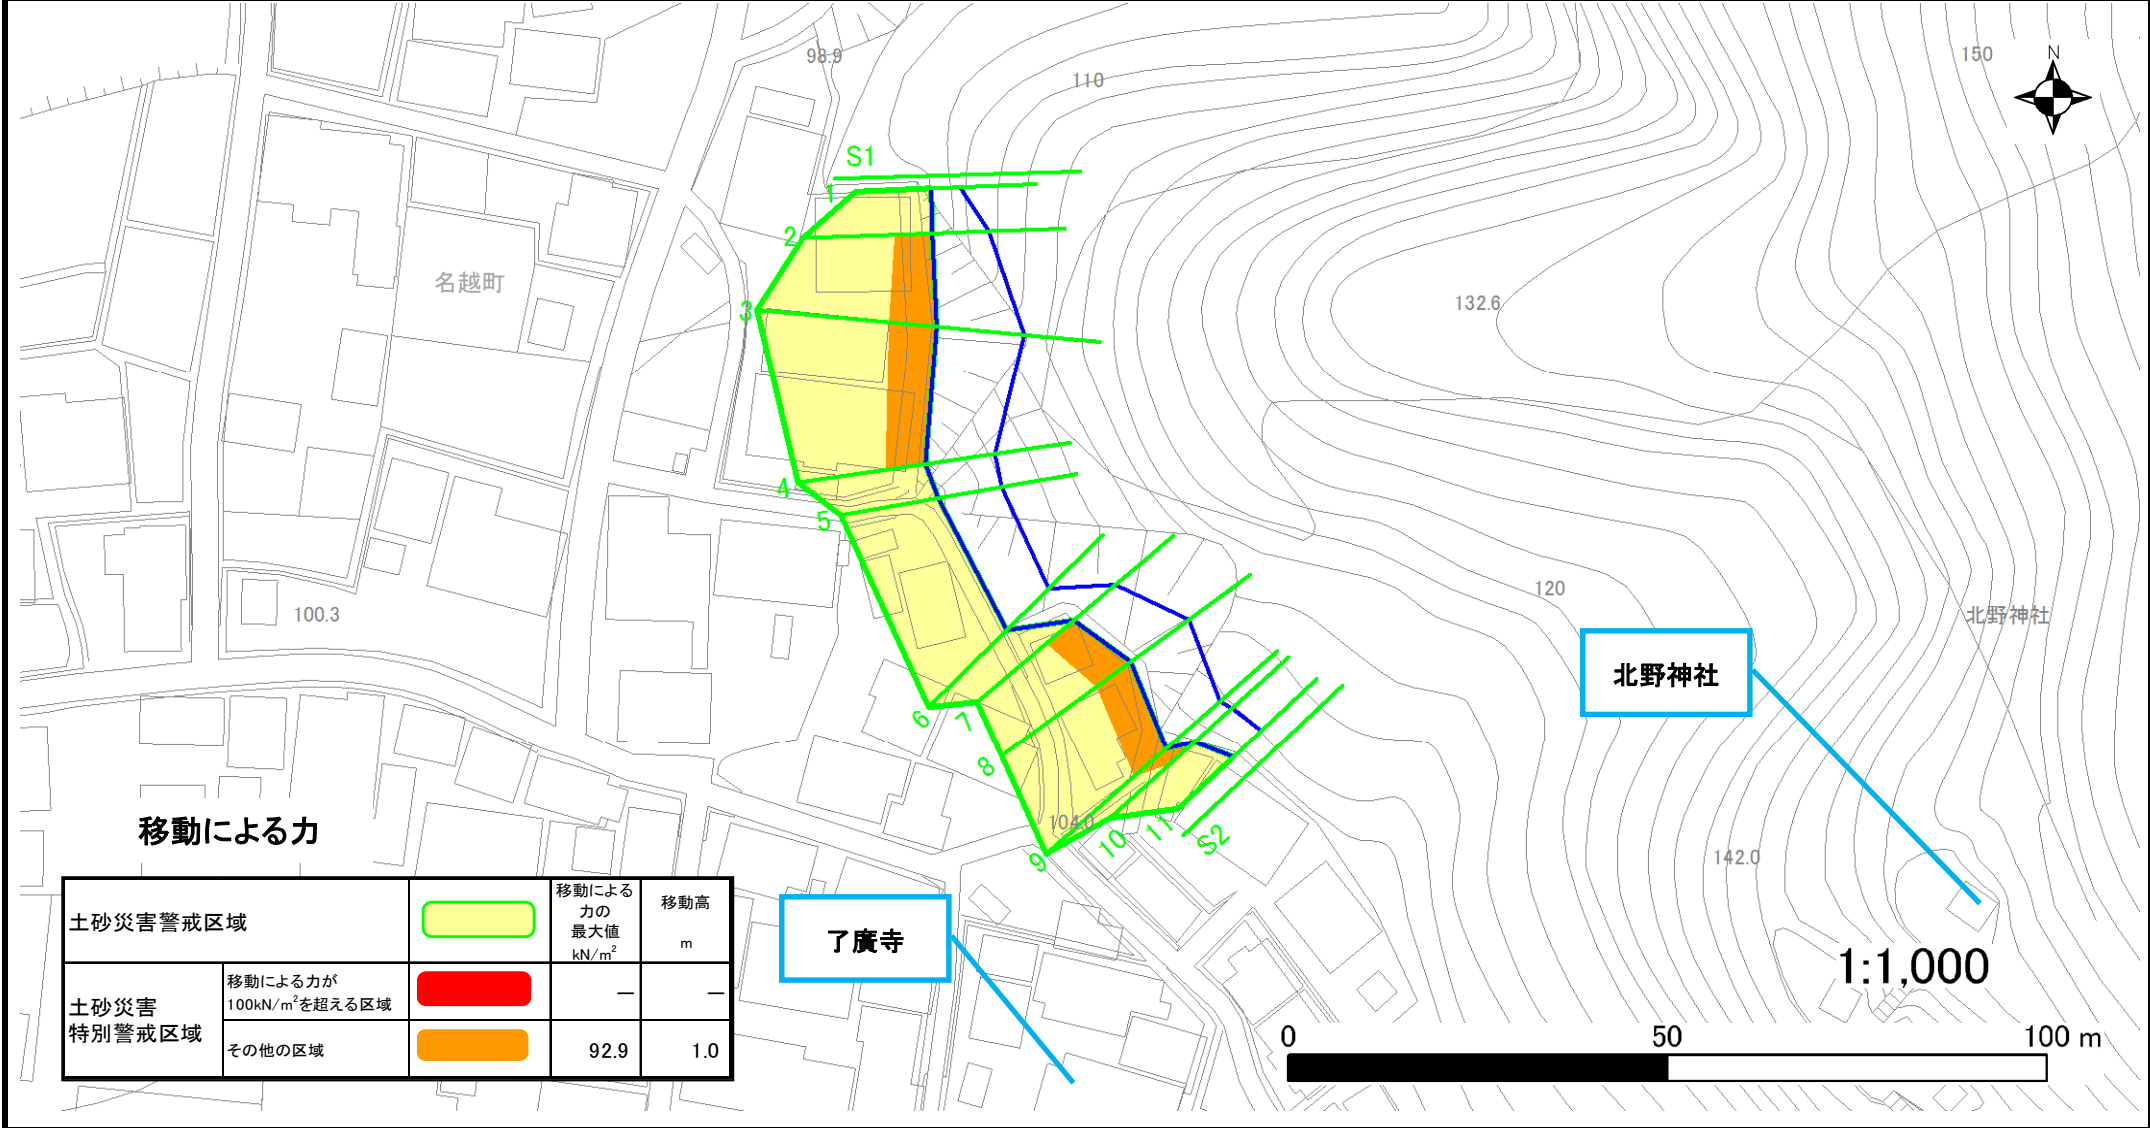 98.9
110
150
N
S1
1
2
名越町
3
132.6
4
5
120
100.3
北野神社
北野神社
6
7
8
移動による力
104.0
10
11
S2
9
142.0
土砂災害警戒区域
移動による
力の
最大値
kN/m²
移動高
m
了廣寺
1:1,000
土砂災害
特別警戒区域
移動による力が
100kN/m²を超える区域
―
―
その他の区域
92.9
1.0
0
50
100 m